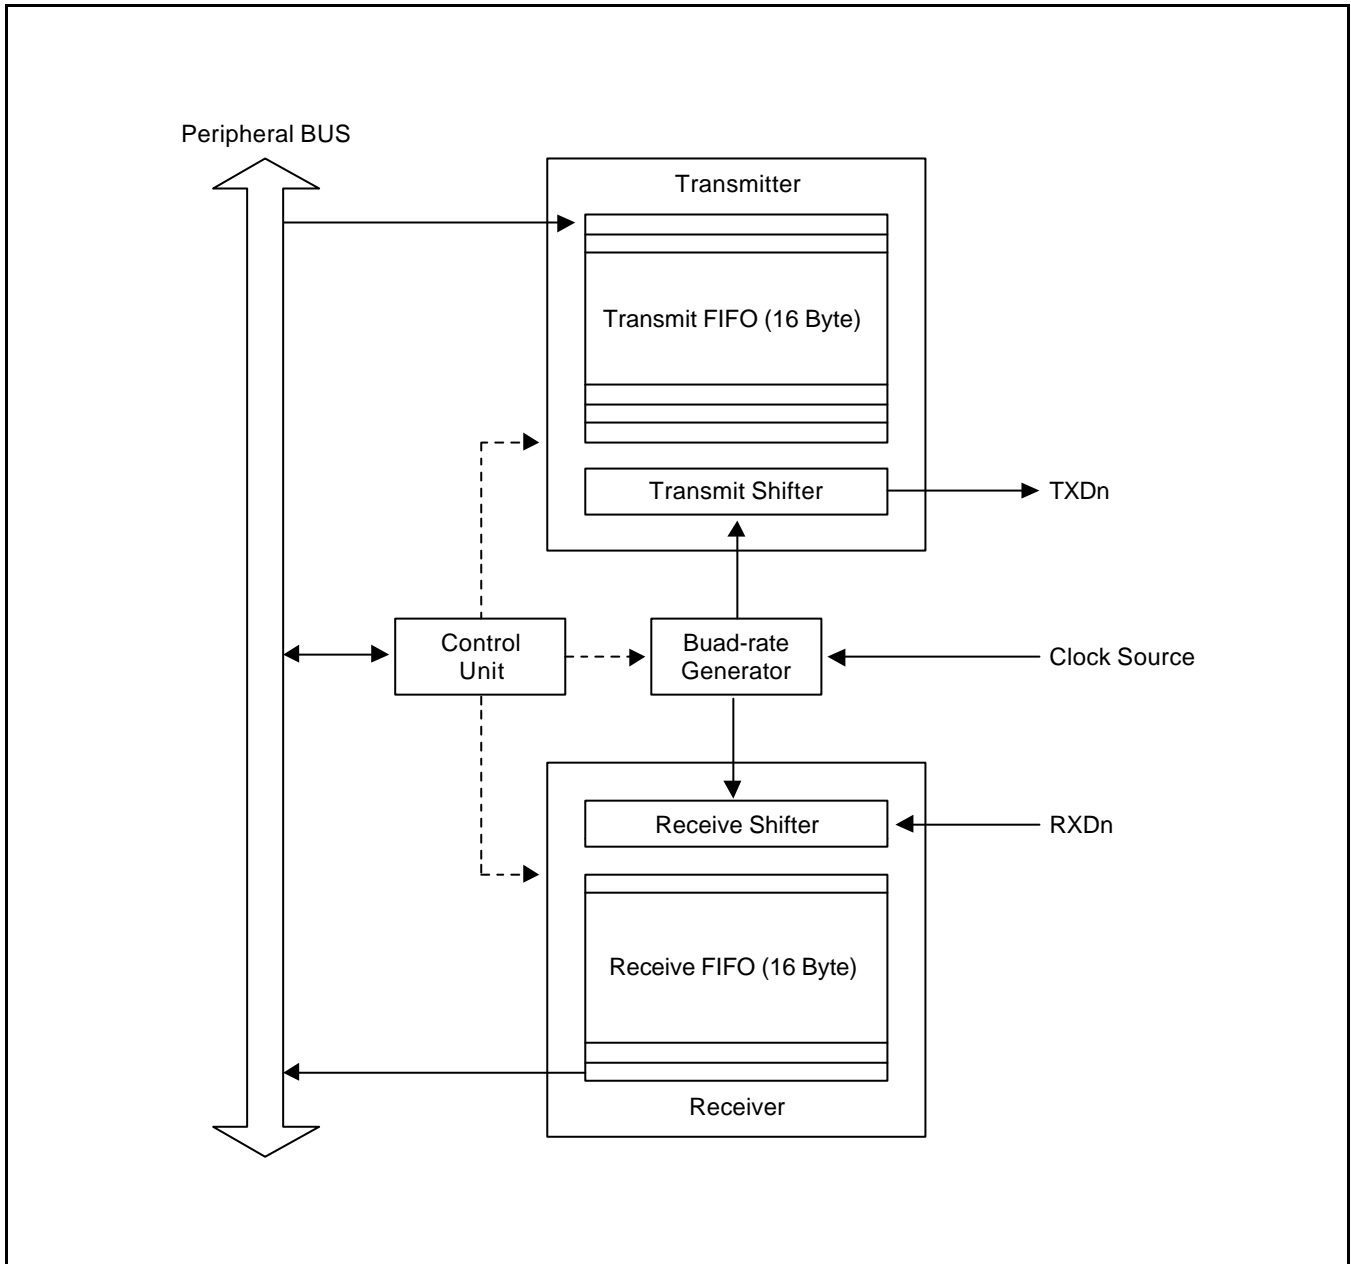 Peripheral BUS
Transmitter
Transmit FIFO (16 Byte)
Transmit Shifter
TXDn
Control
Unit
Buad-rate
Generator
Clock Source
Receive Shifter
RXDn
Receive FIFO (16 Byte)
Receiver